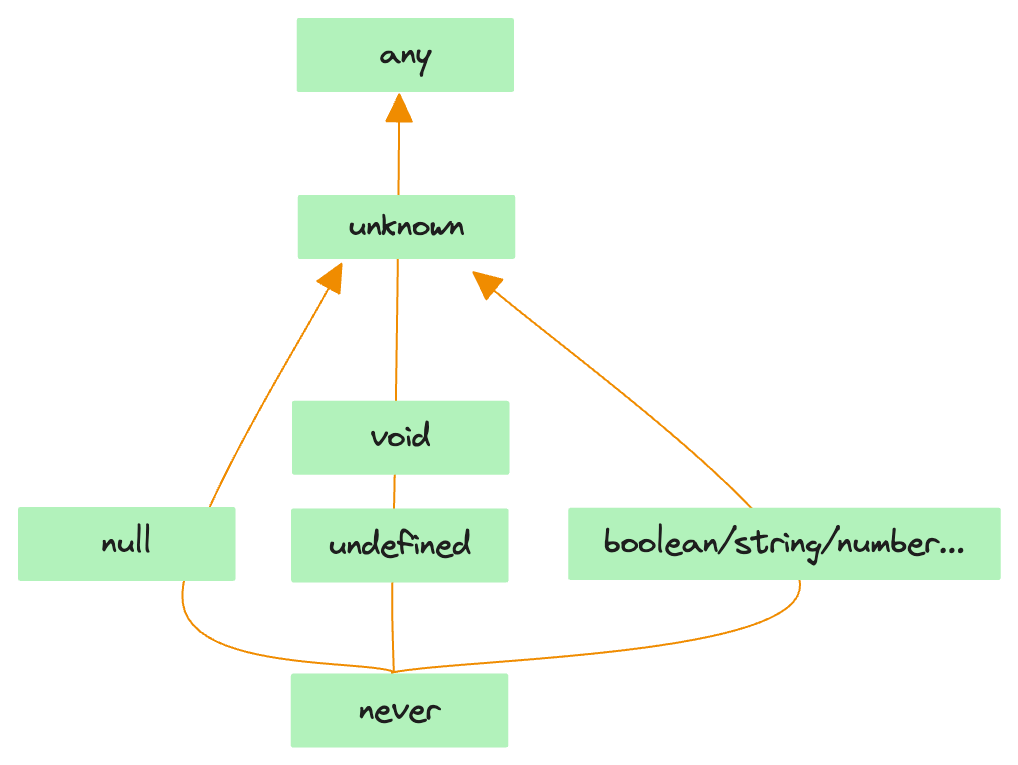 any
unknown
void
null
undefined
boolean/string/number...
never